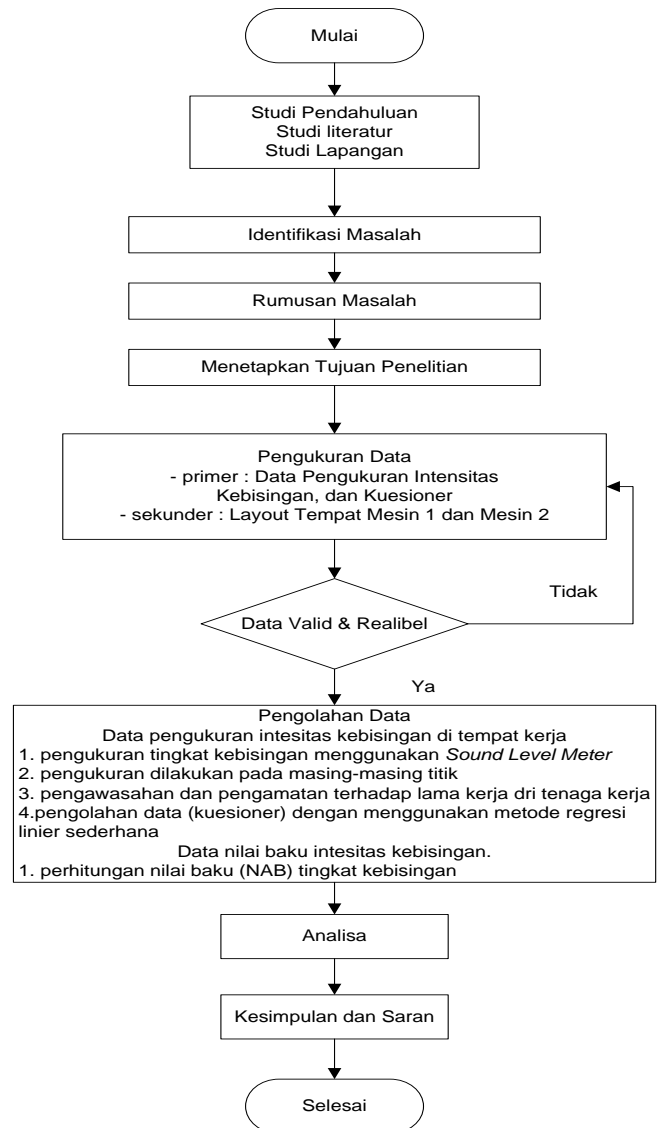 Mulai
Studi Pendahuluan
Studi literatur
Studi Lapangan
Identifikasi Masalah
Rumusan Masalah
Menetapkan Tujuan Penelitian
Pengukuran Data
- primer : Data Pengukuran Intensitas
Kebisingan, dan Kuesioner
- sekunder : Layout Tempat Mesin 1 dan Mesin 2
Tidak
Data Valid & Realibel
Ya
Pengolahan Data
Data pengukuran intesitas kebisingan di tempat kerja
1. pengukuran tingkat kebisingan menggunakan Sound Level Meter
2. pengukuran dilakukan pada masing-masing titik
3. pengawasahan dan pengamatan terhadap lama kerja dri tenaga kerja
4.pengolahan data (kuesioner) dengan menggunakan metode regresi
linier sederhana
Data nilai baku intesitas kebisingan.
1. perhitungan nilai baku (NAB) tingkat kebisingan
Analisa
Kesimpulan dan Saran
Selesai